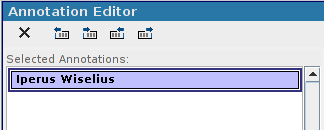 Annotation Editor
Selected Annotations:
Iperus Wiselius